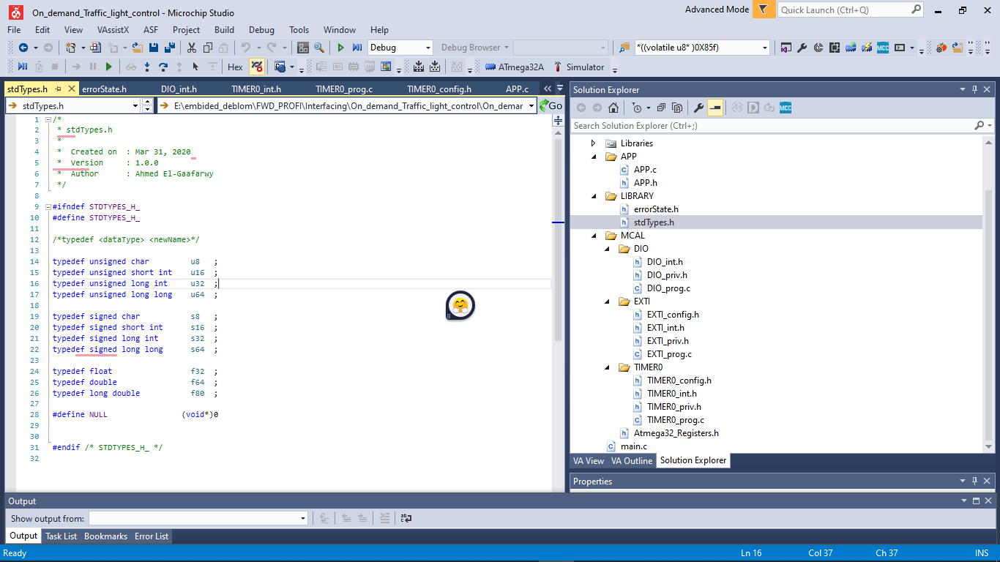 On_demand_Traffic_light_control - Microchip Studio
Advanced Mode
Quick Launch (Ctrl+Q)
File Edit View VAssistX ASF Project Build Debug Tools Window Help
Debug
Debug Browser
*((volatile u8* )0X85f)
Hex
ATmega32A
Simulator
stdTypes.h errorState.h DIO_int.h TIMER0_int.h TIMER0_prog.c TIMER0_config.h APP.c
stdTypes.h
E:\embided_deblom\FWD_PROFI\Interfacing\On_demand_Traffic_light_control\On_demar
Go
1 /*
2 * stdTypes.h
3 *
4 * Created on : Mar 31, 2020
5 * Version : 1.0.0
6 * Author : Ahmed El-Gaafarwy
7 */
8
9 #ifndef STDTYPES_H_
10 #define STDTYPES_H_
11
12 /*typedef <dataType> <newName>*/
13
14 typedef unsigned char u8 ;
15 typedef unsigned short int u16 ;
16 typedef unsigned long int u32 ;
17 typedef unsigned long long u64 ;
18
19 typedef signed char s8 ;
20 typedef signed short int s16 ;
21 typedef signed long int s32 ;
22 typedef signed long long s64 ;
23
24 typedef float f32 ;
25 typedef double f64 ;
26 typedef long double f80 ;
27
28 #define NULL (void*)0
29
30
31 #endif /* STDTYPES_H_ */
32
Solution Explorer
Search Solution Explorer (Ctrl+;)
Libraries
APP
APP.c
APP.h
LIBRARY
errorState.h
stdTypes.h
MCAL
DIO
DIO_int.h
DIO_priv.h
DIO_prog.c
EXTI
EXTI_config.h
EXTI_int.h
EXTI_priv.h
EXTI_prog.c
TIMER0
TIMER0_config.h
TIMER0_int.h
TIMER0_priv.h
TIMER0_prog.c
Atmega32_Registers.h
main.c
VA View VA Outline Solution Explorer
Properties
Output
Show output from:
Output Task List Bookmarks Error List
Ready
Ln 16 Col 37 Ch 37 INS